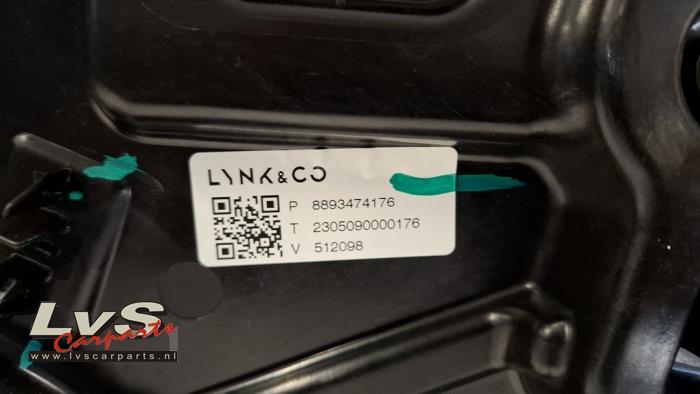 LYNK&CO
P 8893474176
T 2305090000176
V 512098
LvS
Carparts
www.lvscarparts.nl